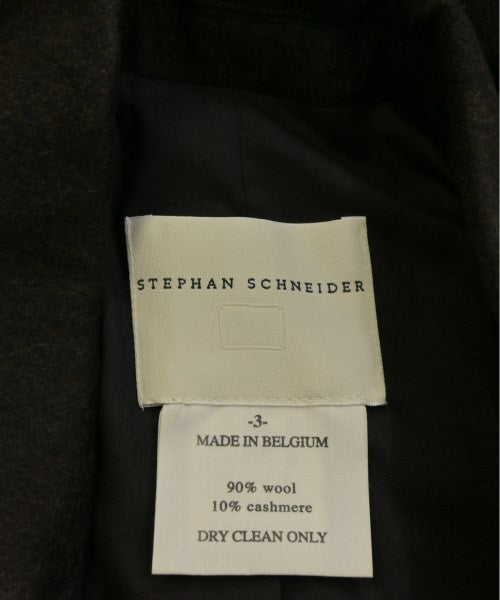 STEPHAN SCHNEIDER
-3-
MADE IN BELGIUM
90% wool
10% cashmere
DRY CLEAN ONLY